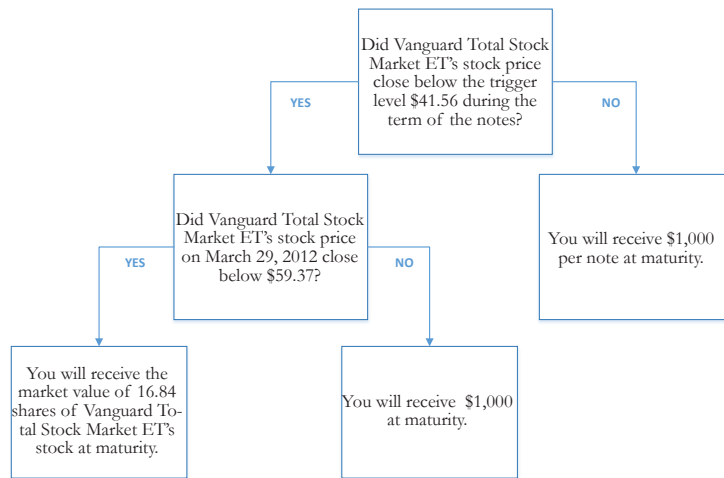 Did Vanguard Total Stock
Market ET's stock price
close below the trigger
level $41.56 during the
term of the notes?
YES
NO
Did Vanguard Total Stock
Market ET's stock price
on March 29, 2012 close
below $59.37?
You will receive $1,000
per note at maturity.
YES
NO
You will receive the
market value of 16.84
shares of Vanguard To-
tal Stock Market ET's
stock at maturity.
You will receive $1,000
at maturity.